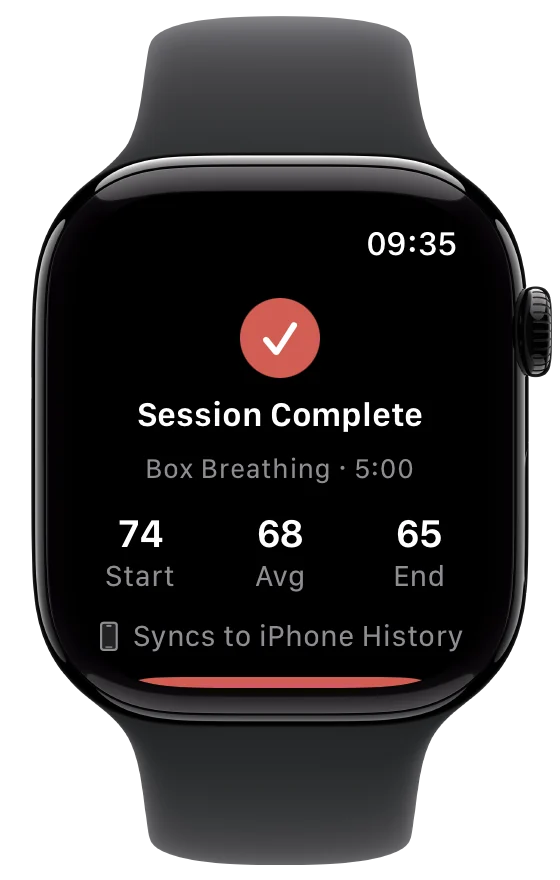 09:35
Session Complete
Box Breathing · 5:00
74 68 65
Start Avg End
Syncs to iPhone History